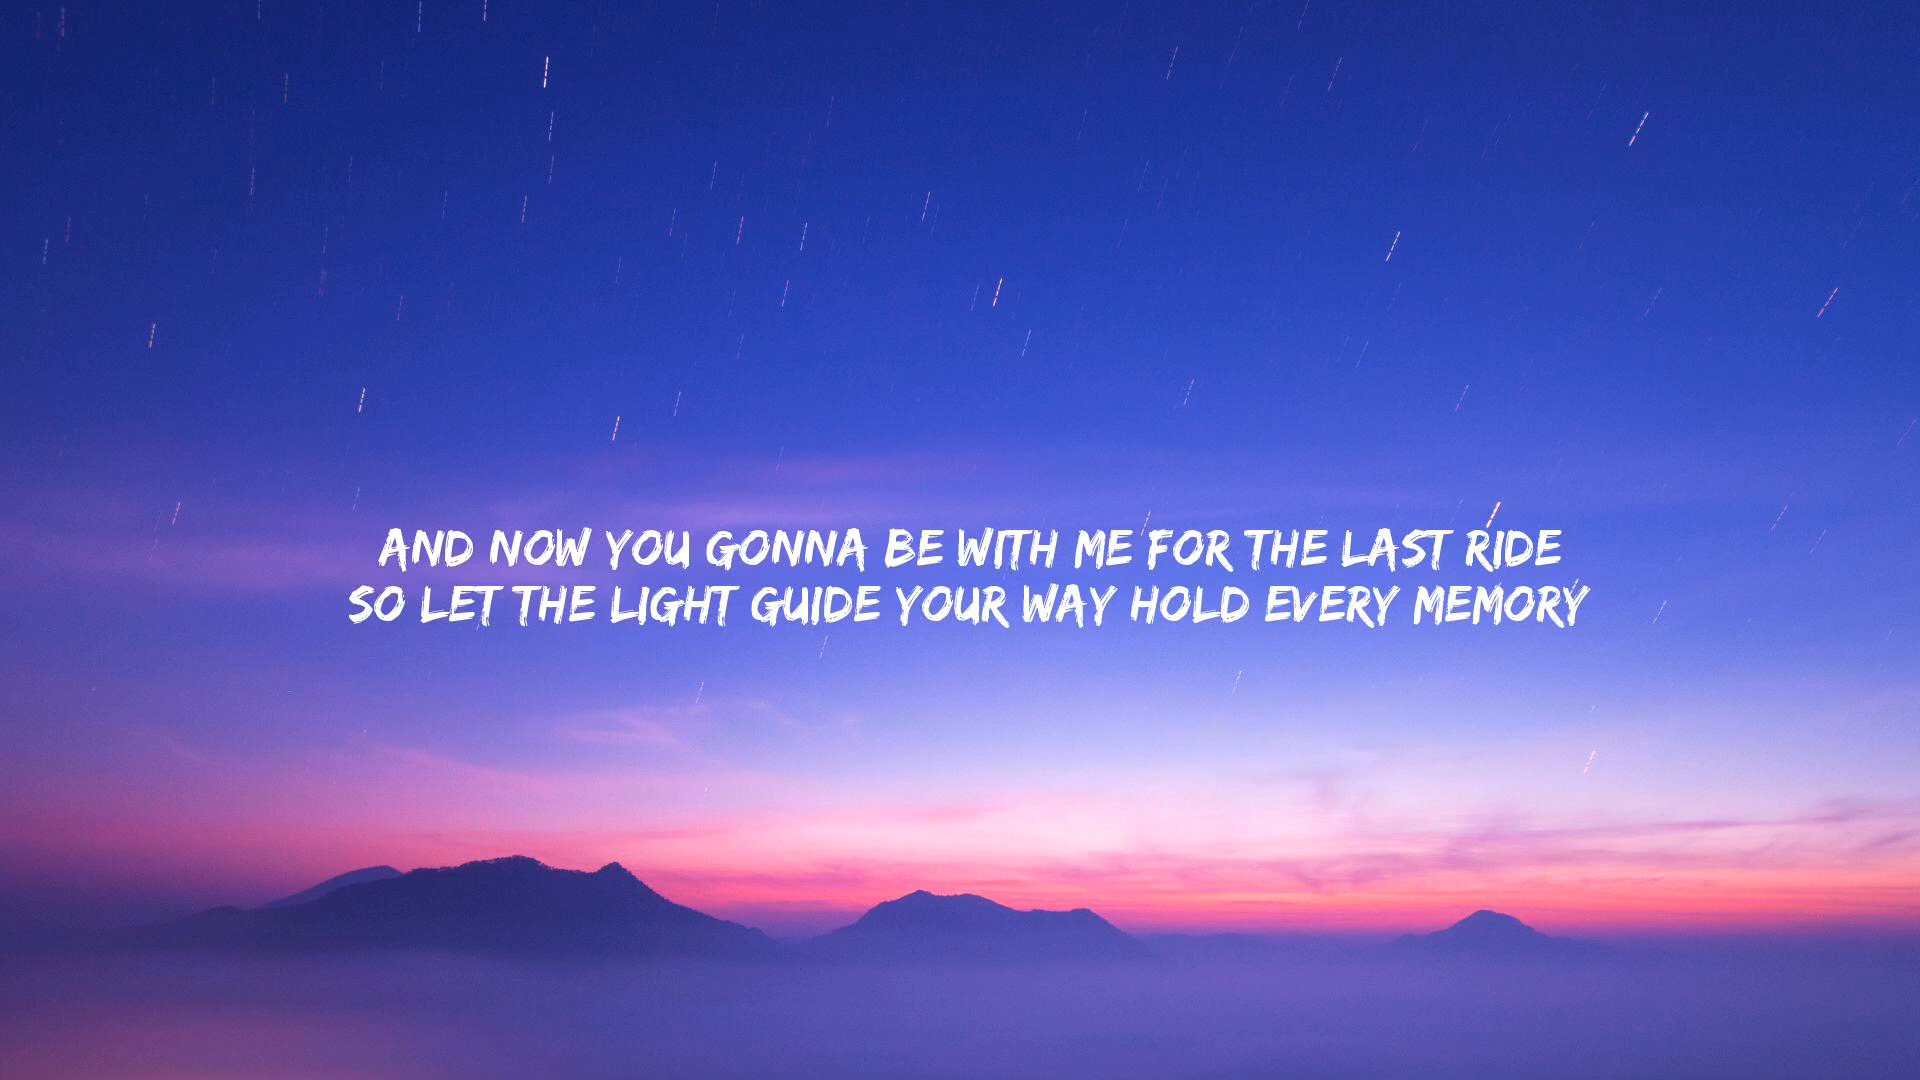 AND NOW YOU GONNA BE WITH ME FOR THE LAST RIDE
SO LET THE LIGHT GUIDE YOUR WAY HOLD EVERY MEMORY